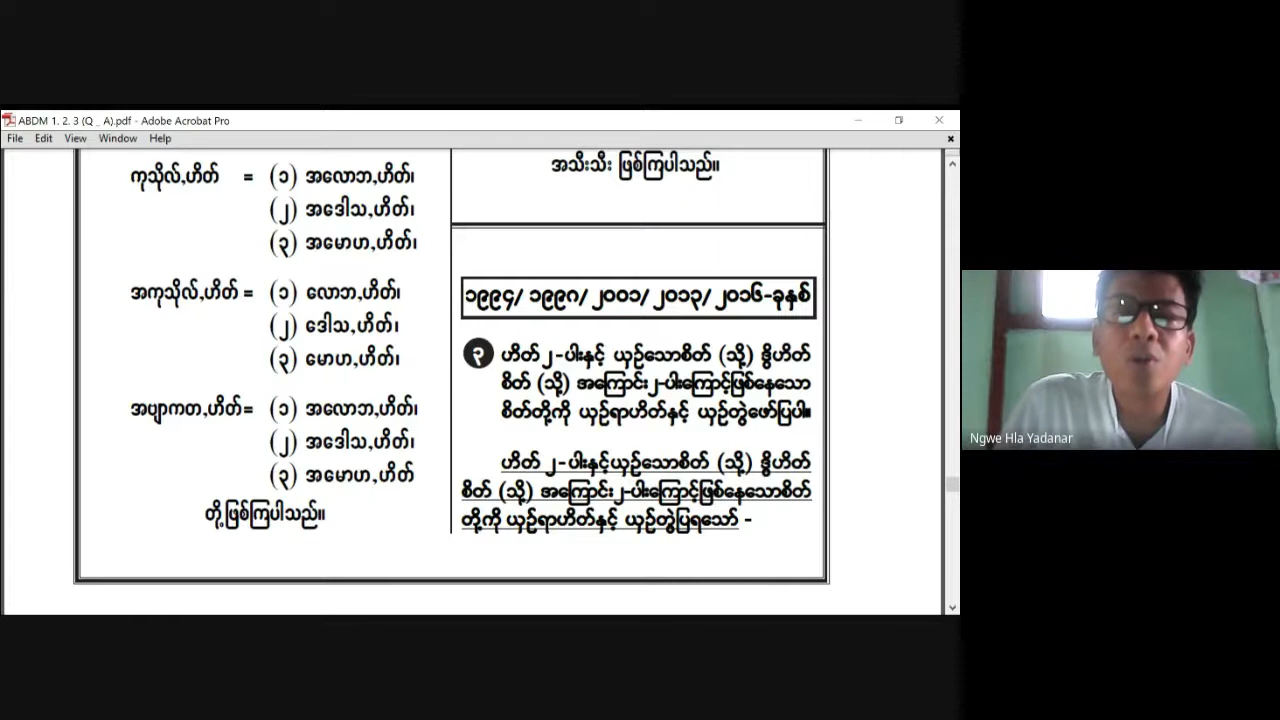 ABDM 1. 2. 3 (Q _ A).pdf - Adobe Acrobat Pro
File Edit View Window Help
ကုသိုလ်,ဟိတ် = (၁) အလောဘ,ဟိတ်၊
(၂) အဒေါသ,ဟိတ်၊
(၃) အမောဟ,ဟိတ်၊
အကုသိုလ်,ဟိတ် = (၁) လောဘ,ဟိတ်၊
(၂) ဒေါသ,ဟိတ်၊
(၃) မောဟ,ဟိတ်၊
အဗျာကတ,ဟိတ်= (၁) အလောဘ,ဟိတ်၊
(၂) အဒေါသ,ဟိတ်၊
(၃) အမောဟ,ဟိတ်
တို့ဖြစ်ကြပါသည်။
အသီးသီး ဖြစ်ကြပါသည်။
၁၉၉၄/ ၁၉၉၈/ ၂၀၀၁/ ၂၀၁၃/ ၂၀၁၆-ခုနှစ်
၃ ဟိတ်၂-ပါးနှင့် ယှဉ်သောစိတ် (သို့) ဒွိဟိတ်
စိတ် (သို့) အကြောင်း၂-ပါးကြောင့်ဖြစ်နေသော
စိတ်တို့ကို ယှဉ်ရာဟိတ်နှင့် ယှဉ်တွဲဖော်ပြပါ။
ဟိတ် ၂-ပါးနှင့်ယှဉ်သောစိတ် (သို့) ဒွိဟိတ်
စိတ် (သို့) အကြောင်း၂-ပါးကြောင့်ဖြစ်နေသောစိတ်
တို့ကို ယှဉ်ရာဟိတ်နှင့် ယှဉ်တွဲပြရသော် -
Ngwe Hla Yadanar